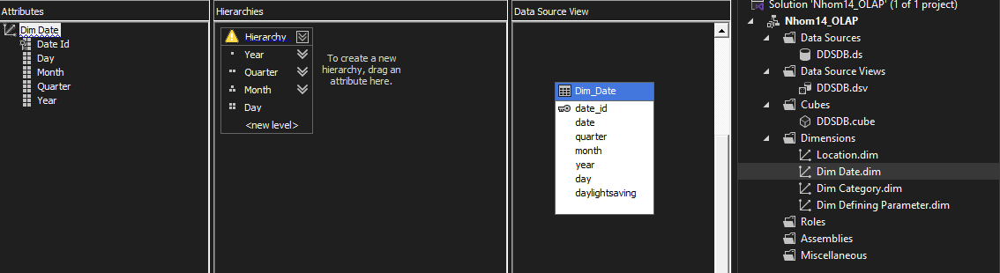 Attributes
Dim Date
Date Id
Day
Month
Quarter
Year
Hierarchies
Hierarchy
Year
Quarter
Month
Day
<new level>
To create a new
hierarchy, drag an
attribute here.
Data Source View
Dim_Date
date_id
date
quarter
month
year
day
daylightsaving
Solution 'Nhom14_OLAP' (1 of 1 project)
Nhom14_OLAP
Data Sources
DDSDB.ds
Data Source Views
DDSDB.dsv
Cubes
DDSDB.cube
Dimensions
Location.dim
Dim Date.dim
Dim Category.dim
Dim Defining Parameter.dim
Roles
Assemblies
Miscellaneous